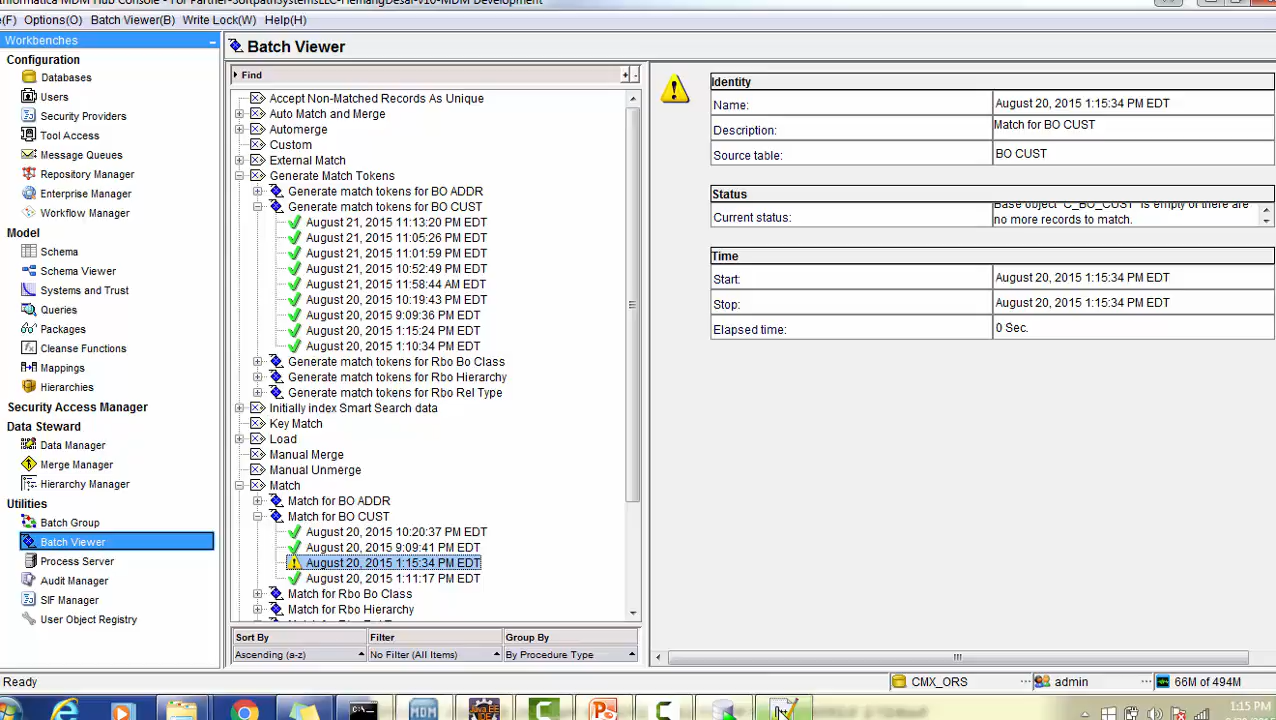 Informatica MDM Hub Console - For Partner-SoftpathSystemsLLC-HemangDesai-v10-MDM Development
e(F) Options(O) Batch Viewer(B) Write Lock(W) Help(H)
Workbenches
Configuration
Databases
Users
Security Providers
Tool Access
Message Queues
Repository Manager
Enterprise Manager
Workflow Manager
Model
Schema
Schema Viewer
Systems and Trust
Queries
Packages
Cleanse Functions
Mappings
Hierarchies
Security Access Manager
Data Steward
Data Manager
Merge Manager
Hierarchy Manager
Utilities
Batch Group
Batch Viewer
Process Server
Audit Manager
SIF Manager
User Object Registry
Batch Viewer
Find
Accept Non-Matched Records As Unique
Auto Match and Merge
Automerge
Custom
External Match
Generate Match Tokens
Generate match tokens for BO ADDR
Generate match tokens for BO CUST
August 21, 2015 11:13:20 PM EDT
August 21, 2015 11:05:26 PM EDT
August 21, 2015 11:01:59 PM EDT
August 21, 2015 10:52:49 PM EDT
August 21, 2015 11:58:44 AM EDT
August 20, 2015 10:19:43 PM EDT
August 20, 2015 9:09:36 PM EDT
August 20, 2015 1:15:24 PM EDT
August 20, 2015 1:10:34 PM EDT
Generate match tokens for Rbo Bo Class
Generate match tokens for Rbo Hierarchy
Generate match tokens for Rbo Rel Type
Initially index Smart Search data
Key Match
Load
Manual Merge
Manual Unmerge
Match
Match for BO ADDR
Match for BO CUST
August 20, 2015 10:20:37 PM EDT
August 20, 2015 9:09:41 PM EDT
August 20, 2015 1:15:34 PM EDT
August 20, 2015 1:11:17 PM EDT
Match for Rbo Bo Class
Match for Rbo Hierarchy
Sort By Filter Group By
Ascending (a-z) No Filter (All Items) By Procedure Type
Identity
Name: August 20, 2015 1:15:34 PM EDT
Description: Match for BO CUST
Source table: BO CUST
Status
Current status: Base object 'C_BO_CUST' is empty or there are
no more records to match.
Time
Start: August 20, 2015 1:15:34 PM EDT
Stop: August 20, 2015 1:15:34 PM EDT
Elapsed time: 0 Sec.
Ready CMX_ORS admin 66M of 494M
MDM
1:15 PM